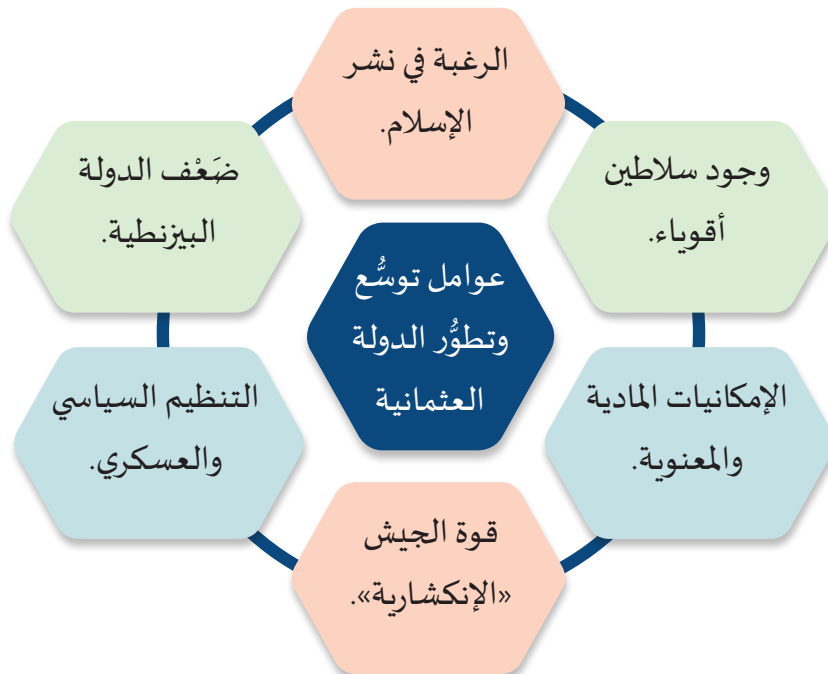 الرغبة في نشر
الإسلام.
وجود سلاطين
أقوياء.
ضَعْف الدولة
البيزنطية.
عوامل توسُّع
وتطوُّر الدولة
العثمانية
الإمكانيات المادية
والمعنوية.
التنظيم السياسي
والعسكري.
قوة الجيش
«الإنكشارية».